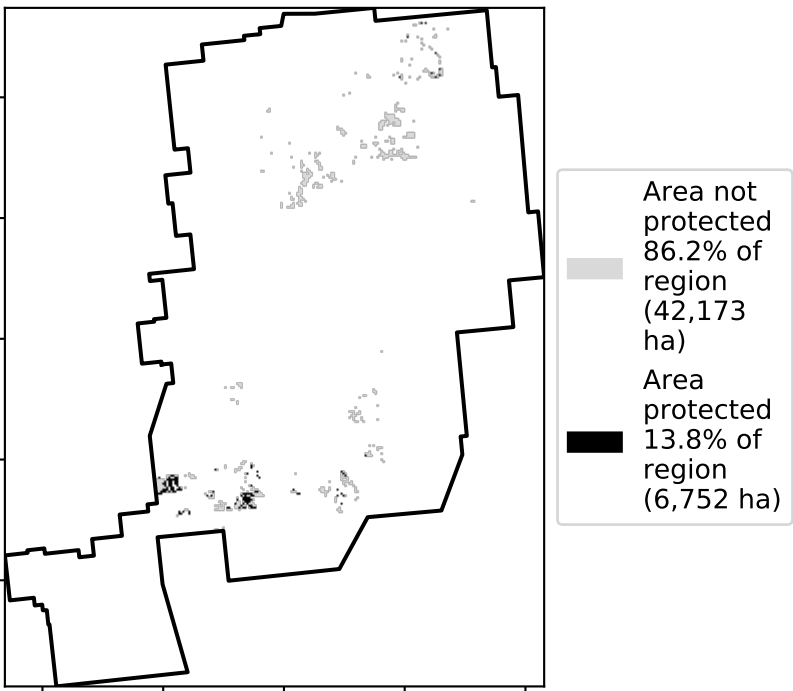 Area not
protected
86.2% of
region
(42,173
ha)
Area
protected
13.8% of
region
(6,752 ha)